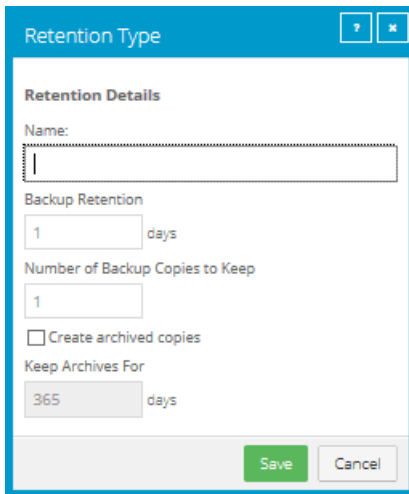 Retention Type ? x
Retention Details
Name:
Backup Retention
1 days
Number of Backup Copies to Keep
1
Create archived copies
Keep Archives For
365 days
Save Cancel